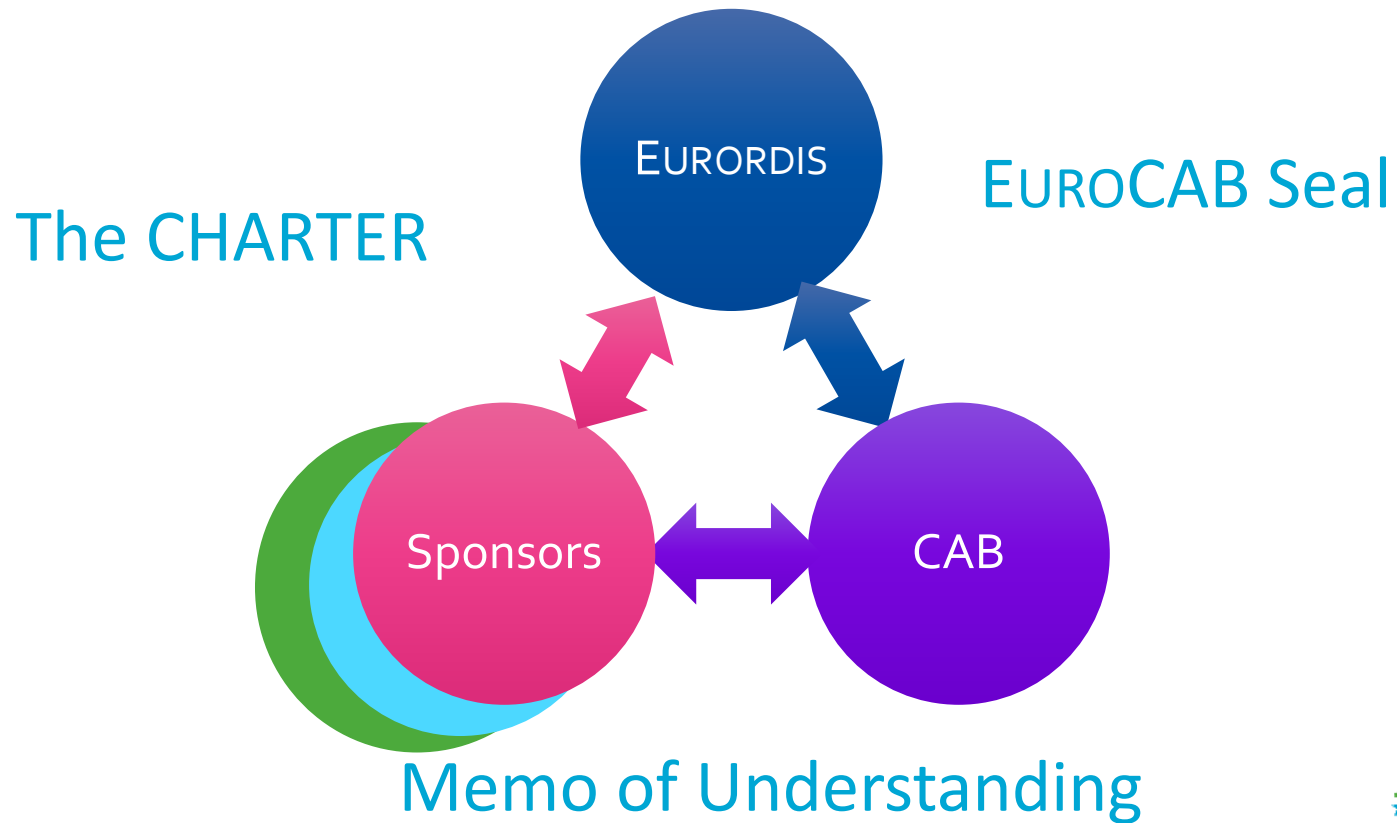 EURORDIS
EUROCAB Seal
The CHARTER
Sponsors
CAB
Memo of Understanding